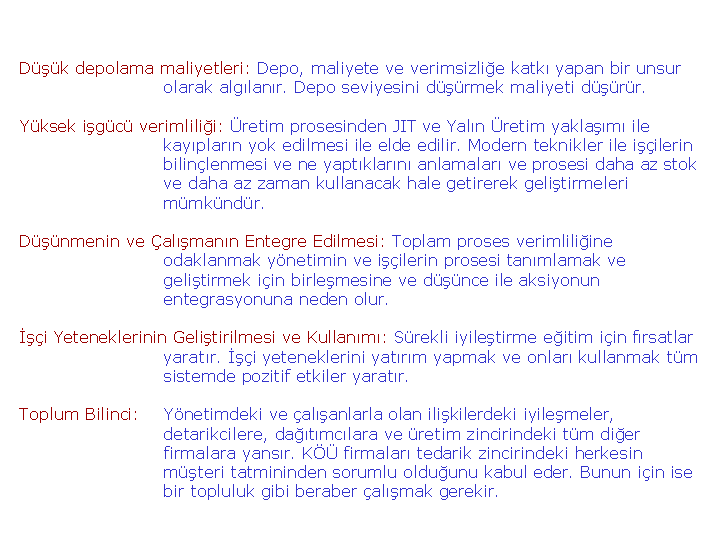 Düşük depolama maliyetleri: Depo, maliyete ve verimsizliğe katkı yapan bir unsur
olarak algılanır. Depo seviyesini düşürmek maliyeti düşürür.
Yüksek işgücü verimliliği: Üretim prosesinden JIT ve Yalın Üretim yaklaşımı ile
kayıpların yok edilmesi ile elde edilir. Modern teknikler ile işçilerin
bilinçlenmesi ve ne yaptıklarını anlamaları ve prosesi daha az stok
ve daha az zaman kullanacak hale getirerek geliştirmeleri
mümkündür.
Düşünmenin ve Çalışmanın Entegre Edilmesi: Toplam proses verimliliğine
odaklanmak yönetimin ve işçilerin prosesi tanımlamak ve
geliştirmek için birleşmesine ve düşünce ile aksiyonun
entegrasyonuna neden olur.
İşçi Yeteneklerinin Geliştirilmesi ve Kullanımı: Sürekli iyileştirme eğitim için fırsatlar
yaratır. İşçi yeteneklerini yatırım yapmak ve onları kullanmak tüm
sistemde pozitif etkiler yaratır.
Toplum Bilinci: Yönetimdeki ve çalışanlarla olan ilişkilerdeki iyileşmeler,
detarikcilere, dağıtımcılara ve üretim zincirindeki tüm diğer
firmalara yansır. KÖÜ firmaları tedarik zincirindeki herkesin
müşteri tatmininden sorumlu olduğunu kabul eder. Bunun için ise
bir topluluk gibi beraber çalışmak gerekir.